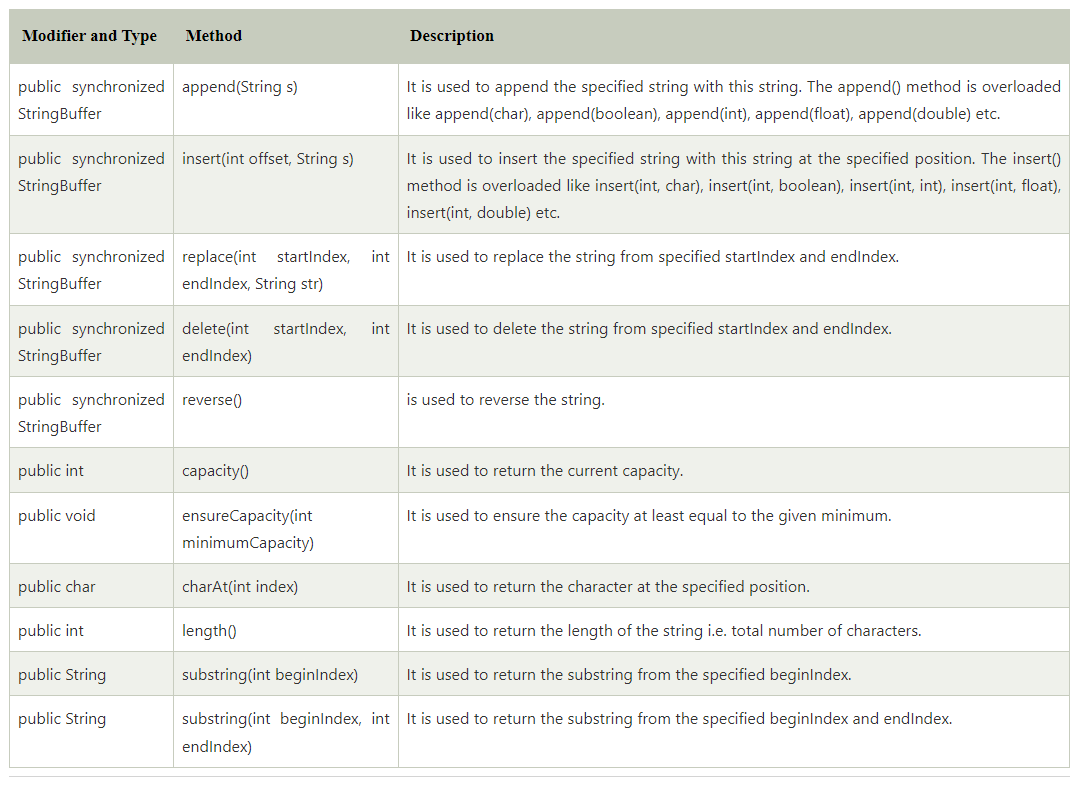 Modifier and Type Method Description
public synchronized append(String s) It is used to append the specified string with this string. The append() method is overloaded
StringBuffer like append(char), append(boolean), append(int), append(float), append(double) etc.
public synchronized insert(int offset, String s) It is used to insert the specified string with this string at the specified position. The insert()
StringBuffer method is overloaded like insert(int, char), insert(int, boolean), insert(int, int), insert(int, float),
insert(int, double) etc.
public synchronized replace(int startIndex, int It is used to replace the string from specified startIndex and endIndex.
StringBuffer endIndex, String str)
public synchronized delete(int startIndex, int It is used to delete the string from specified startIndex and endIndex.
StringBuffer endIndex)
public synchronized reverse() is used to reverse the string.
StringBuffer
public int capacity() It is used to return the current capacity.
public void ensureCapacity(int It is used to ensure the capacity at least equal to the given minimum.
minimumCapacity)
public char charAt(int index) It is used to return the character at the specified position.
public int length() It is used to return the length of the string i.e. total number of characters.
public String substring(int beginIndex) It is used to return the substring from the specified beginIndex.
public String substring(int beginIndex, int It is used to return the substring from the specified beginIndex and endIndex.
endIndex)